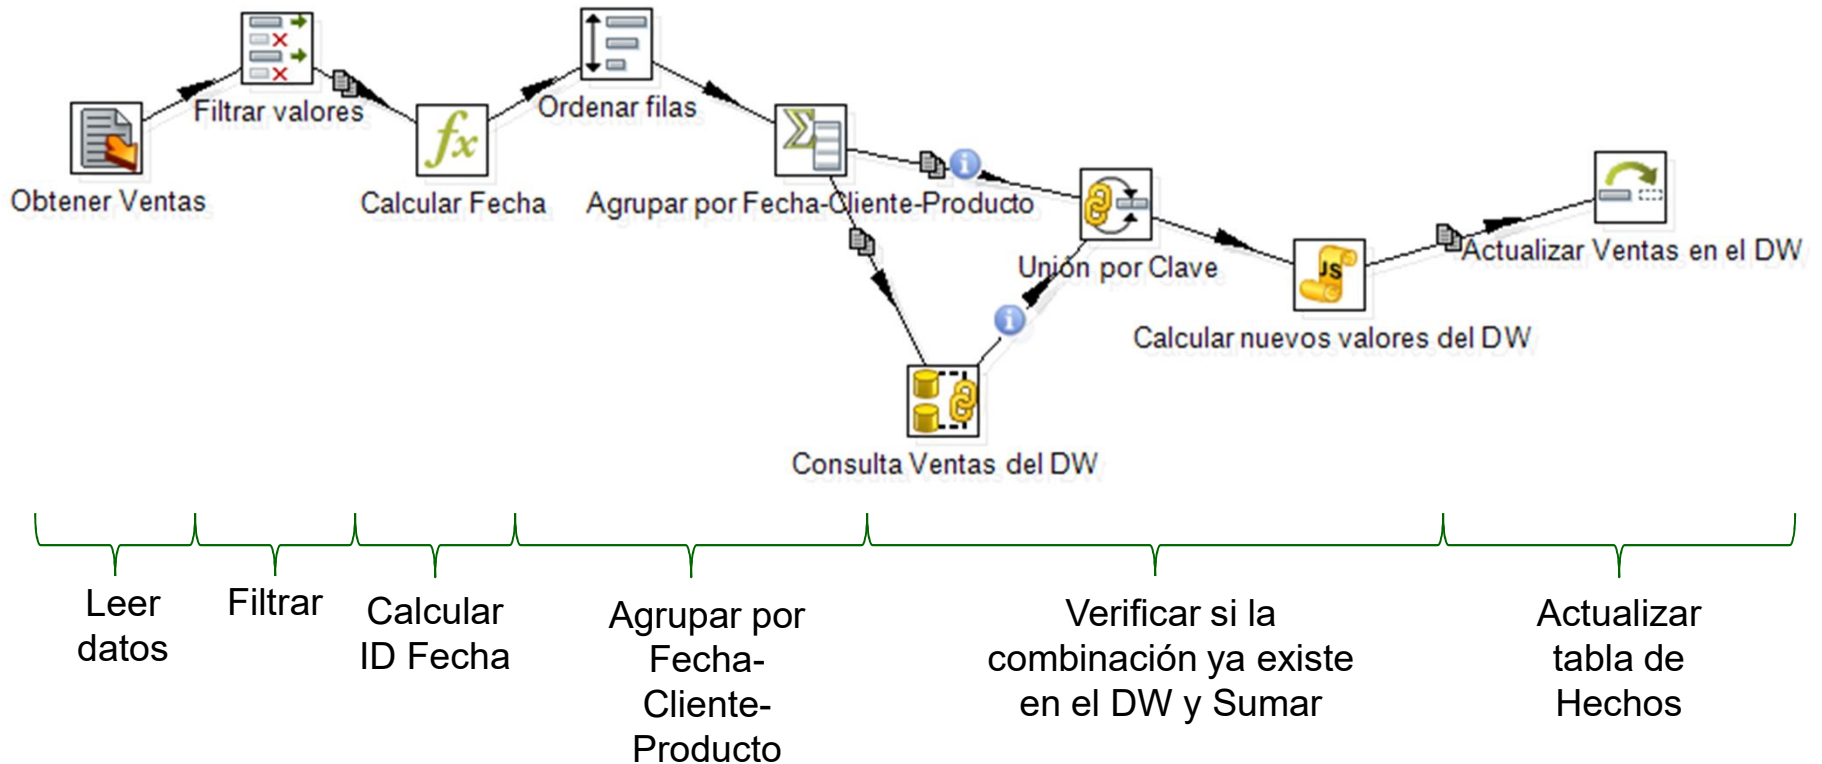 Filtrar valores
Ordenar filas
fx
Obtener Ventas
Calcular Fecha
Agrupar por Fecha-Cliente-Producto
Unión por Clave
Actualizar Ventas en el DW
JS
Calcular nuevos valores del DW
Consulta Ventas del DW
Leer
datos
Filtrar
Calcular
ID Fecha
Agrupar por
Fecha-
Cliente-
Producto
Verificar si la
combinación ya existe
en el DW y Sumar
Actualizar
tabla de
Hechos